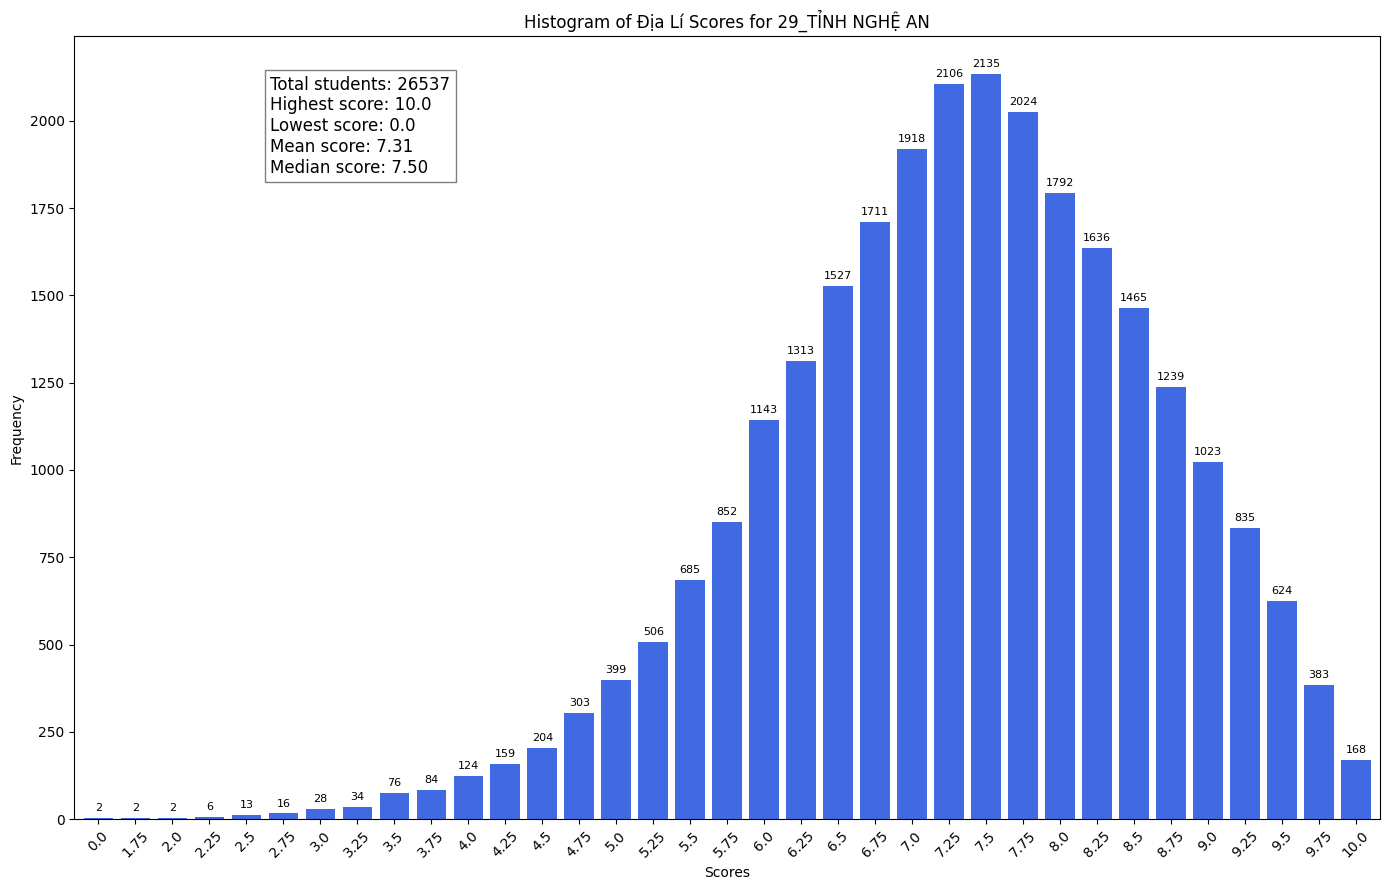 Histogram of Địa Lí Scores for 29_TỈNH NGHỆ AN
Total students: 26537
Highest score: 10.0
Lowest score: 0.0
Mean score: 7.31
Median score: 7.50
Frequency
2000
1750
1500
1250
1000
750
500
250
0
2 2 2 6 13 16 28 34 76 84 124 159 204 303 399 506 685 852 1143 1313 1527 1711 1918 2106 2135 2024 1792 1636 1465 1239 1023 835 624 383 168
0.0 1.75 2.0 2.25 2.5 2.75 3.0 3.25 3.5 3.75 4.0 4.25 4.5 4.75 5.0 5.25 5.5 5.75 6.0 6.25 6.5 6.75 7.0 7.25 7.5 7.75 8.0 8.25 8.5 8.75 9.0 9.25 9.5 9.75 10.0
Scores